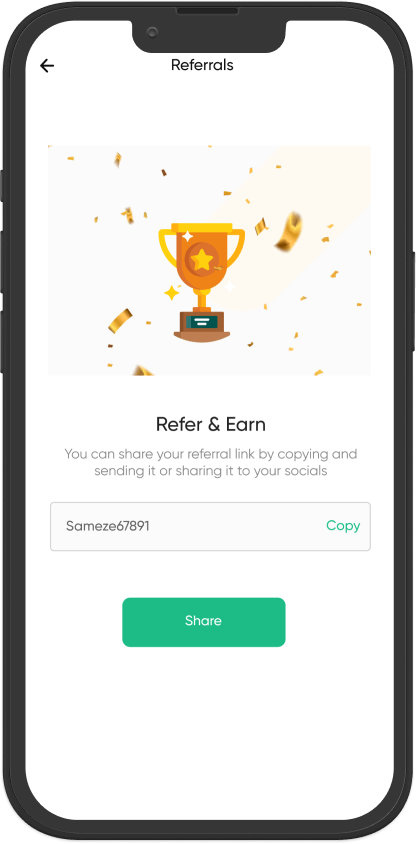 Referrals
Refer & Earn
You can share your referral link by copying and
sending it or sharing it to your socials
Sameze67891
Copy
Share